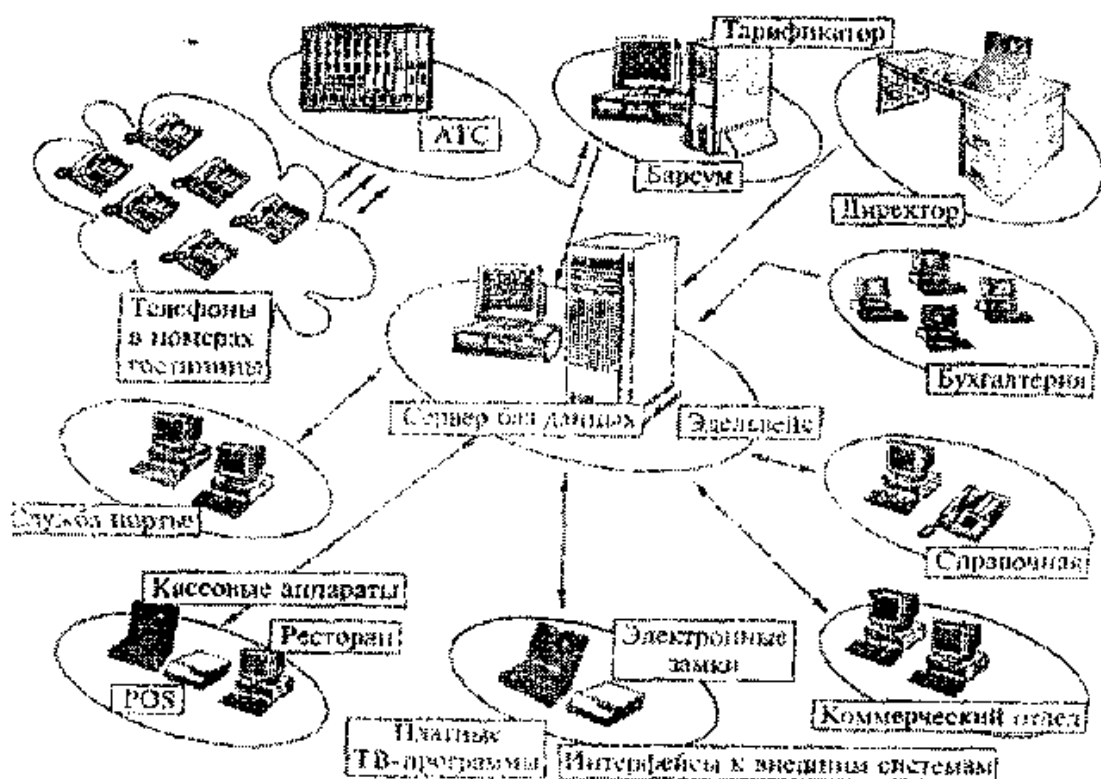 Тарификатор
АТС
Барсум
Директор
Телефоны
в номерах
гостиницы
Бухгалтерия
Сервер баз данных
Эдельвейс
Служба портье
Справочная
Кассовые аппараты
Ресторан
POS
Электронные
замки
Коммерческий отдел
Платные
ТВ-программы
Интерфейсы к внешним системам